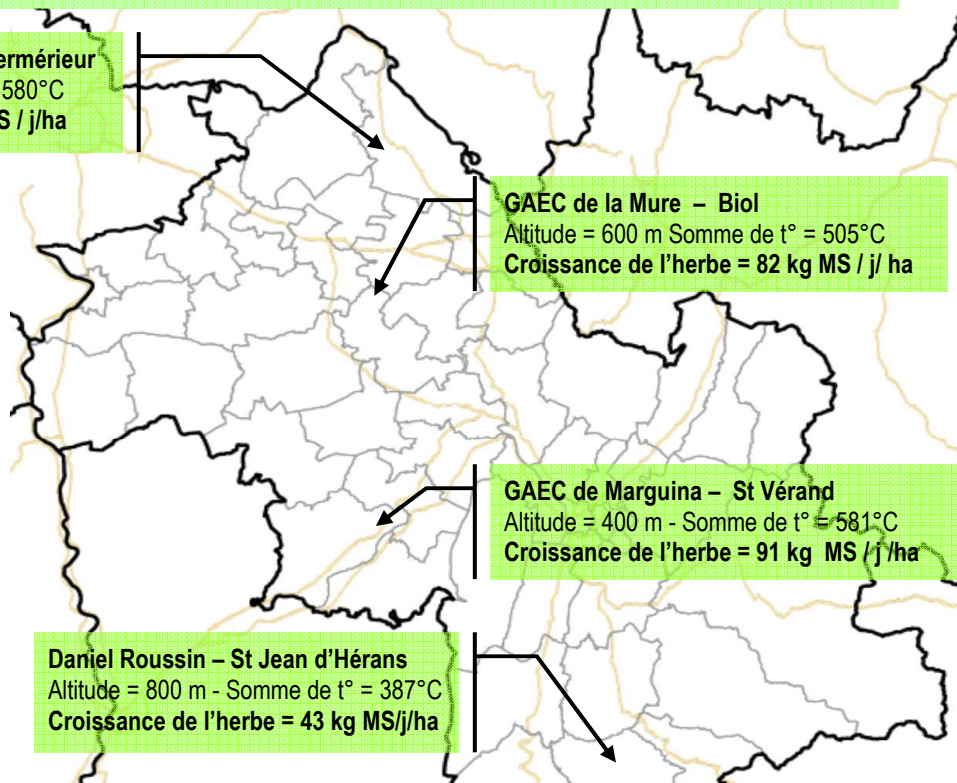 ermérieur
580°C
S / j/ha
GAEC de la Mure – Biol
Altitude = 600 m Somme de t° = 505°C
Croissance de l'herbe = 82 kg MS / j/ ha
GAEC de Marguina – St Vérand
Altitude = 400 m - Somme de t° = 581°C
Croissance de l'herbe = 91 kg MS / j /ha
Daniel Roussin – St Jean d'Hérans
Altitude = 800 m - Somme de t° = 387°C
Croissance de l'herbe = 43 kg MS/j/ha